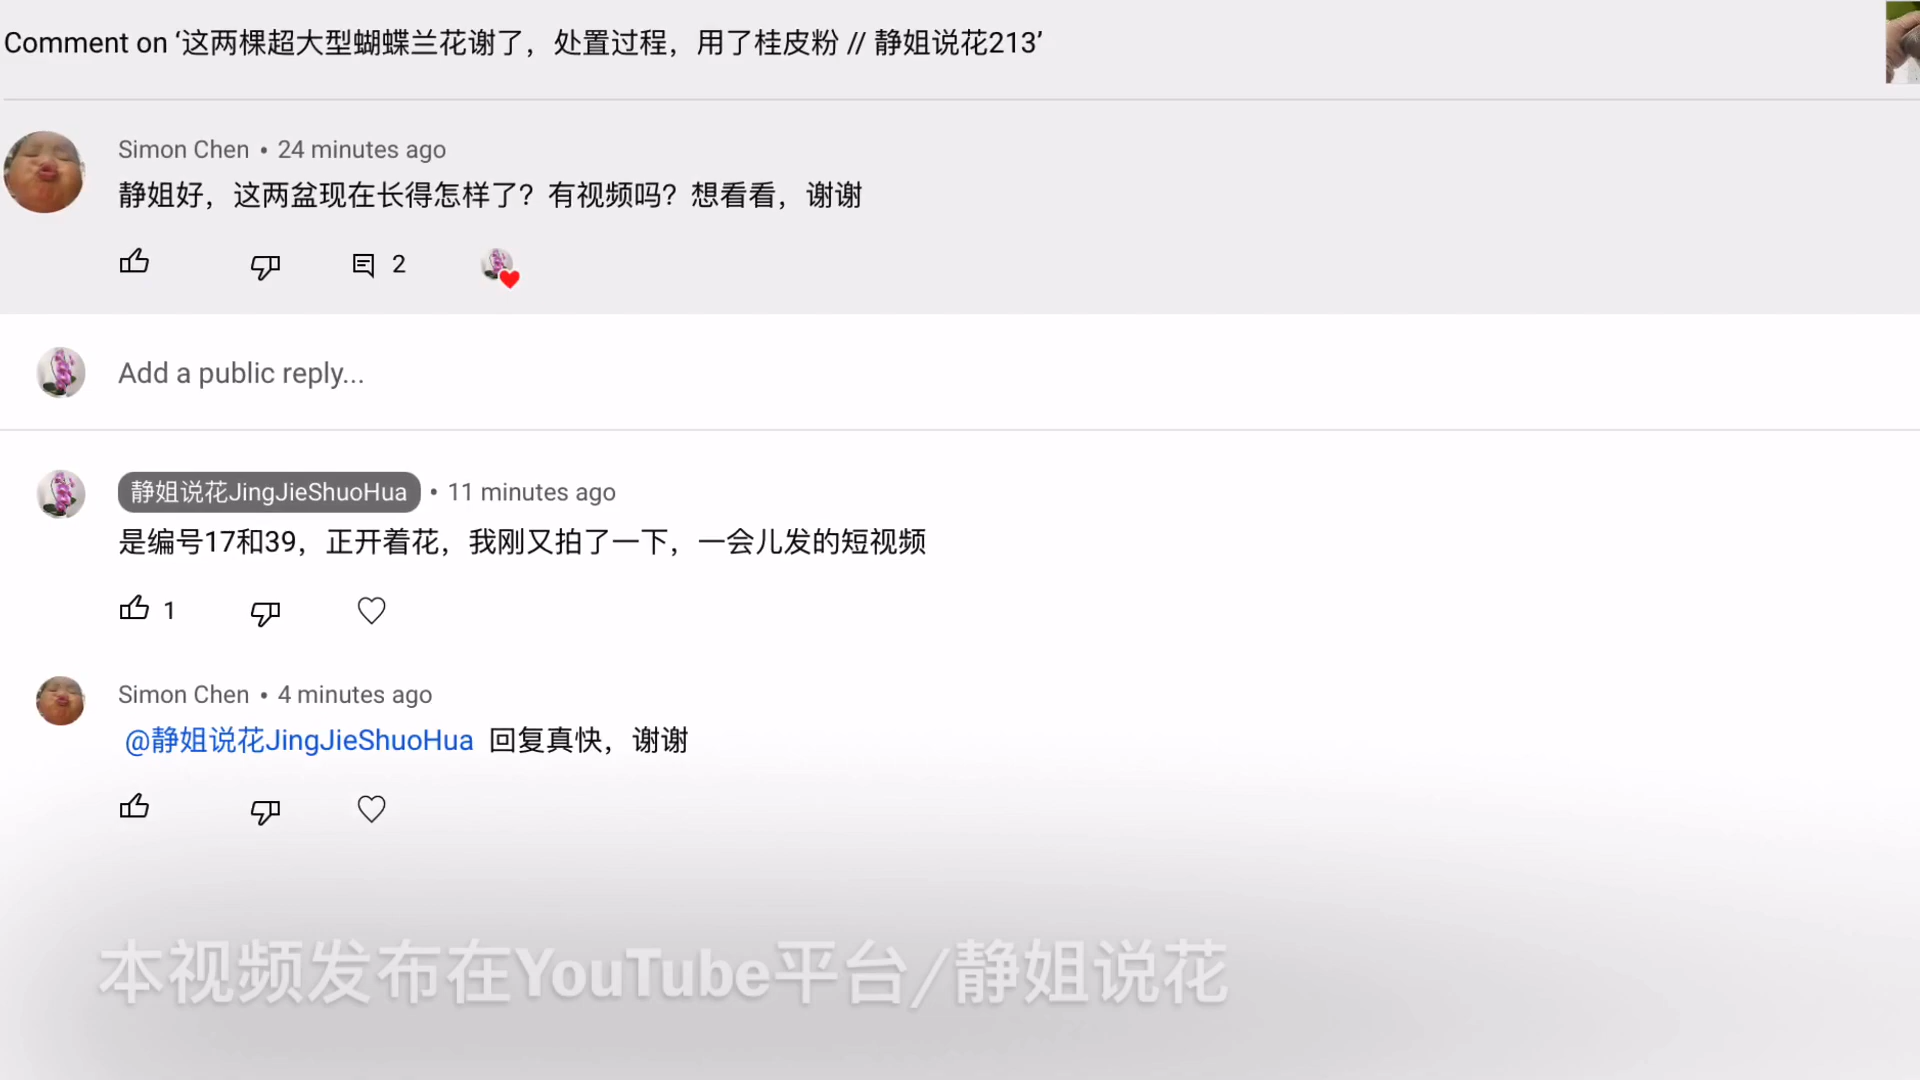 Comment on ‘这两棵超大型蝴蝶兰花谢了，处置过程，用了桂皮粉 // 静姐说花213’
Simon Chen • 24 minutes ago
静姐好，这两盆现在长得怎样了？有视频吗？想看看，谢谢
2
Add a public reply...
静姐说花JingJieShuoHua • 11 minutes ago
是编号17和39，正开着花，我刚又拍了一下，一会儿发的短视频
1
Simon Chen • 4 minutes ago
@静姐说花JingJieShuoHua 回复真快，谢谢
本视频发布在YouTube平台/静姐说花